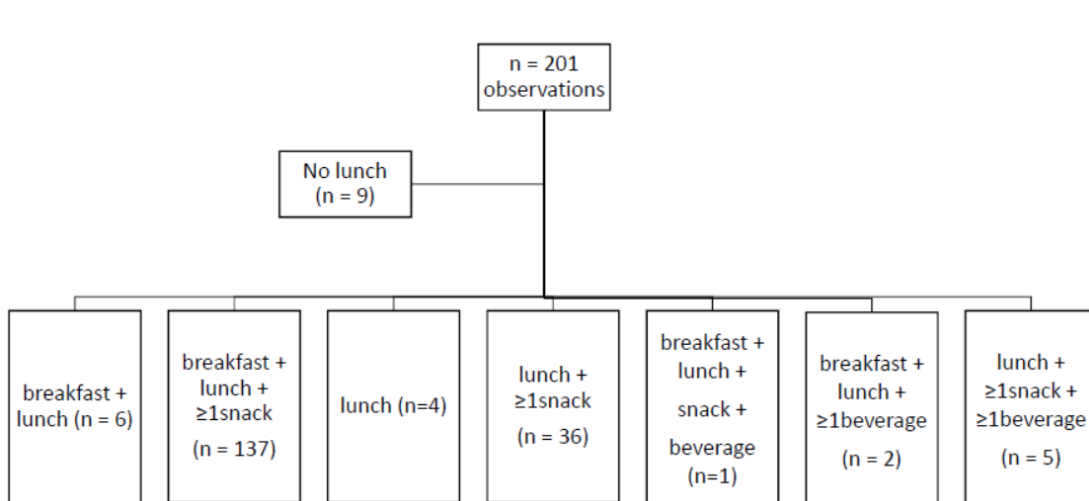 n = 201
observations
No lunch
(n = 9)
breakfast +
lunch (n = 6)
breakfast +
lunch +
≥1snack
(n = 137)
lunch (n=4)
lunch +
≥1snack
(n = 36)
breakfast +
lunch +
snack +
beverage
(n=1)
breakfast +
lunch +
≥1beverage
(n = 2)
lunch +
≥1snack +
≥1beverage
(n = 5)